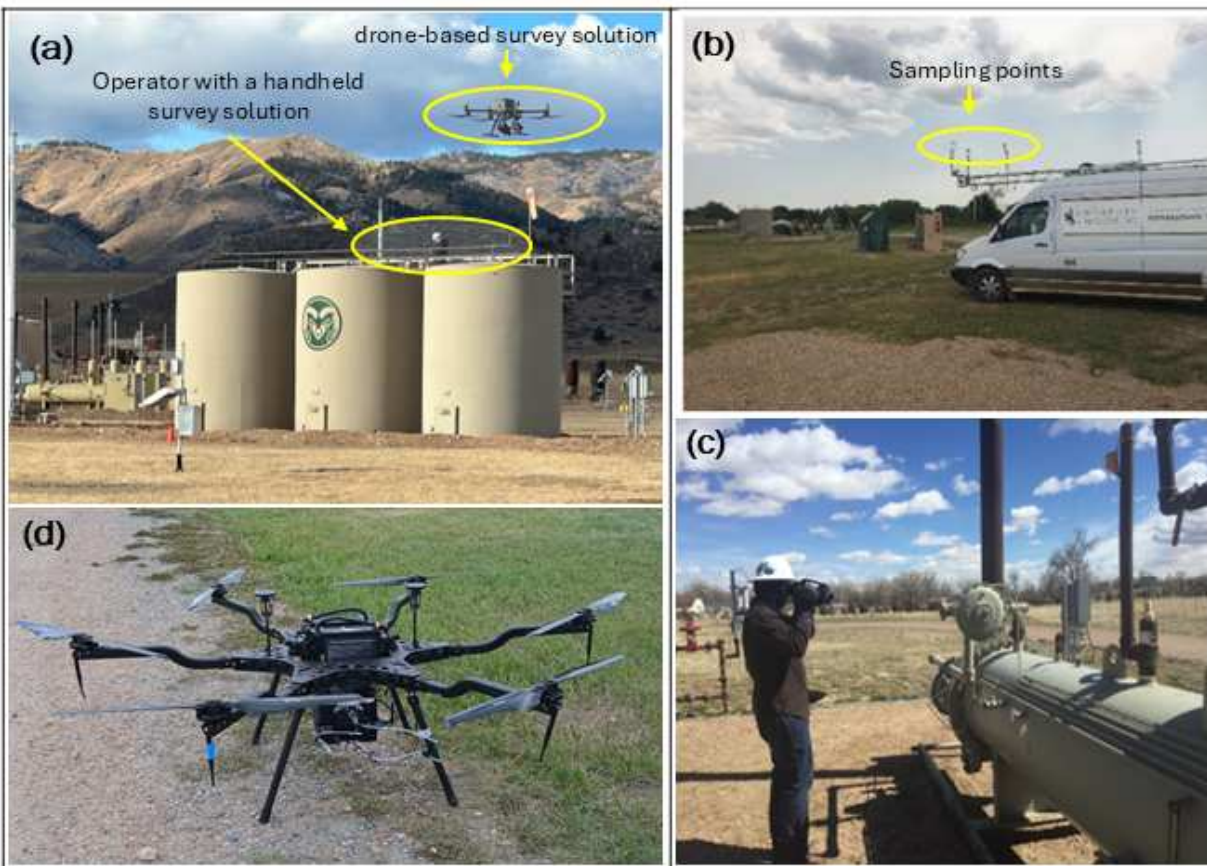 (a)
drone-based survey solution
Operator with a handheld
survey solution
(b)
Sampling points
(d)
(c)